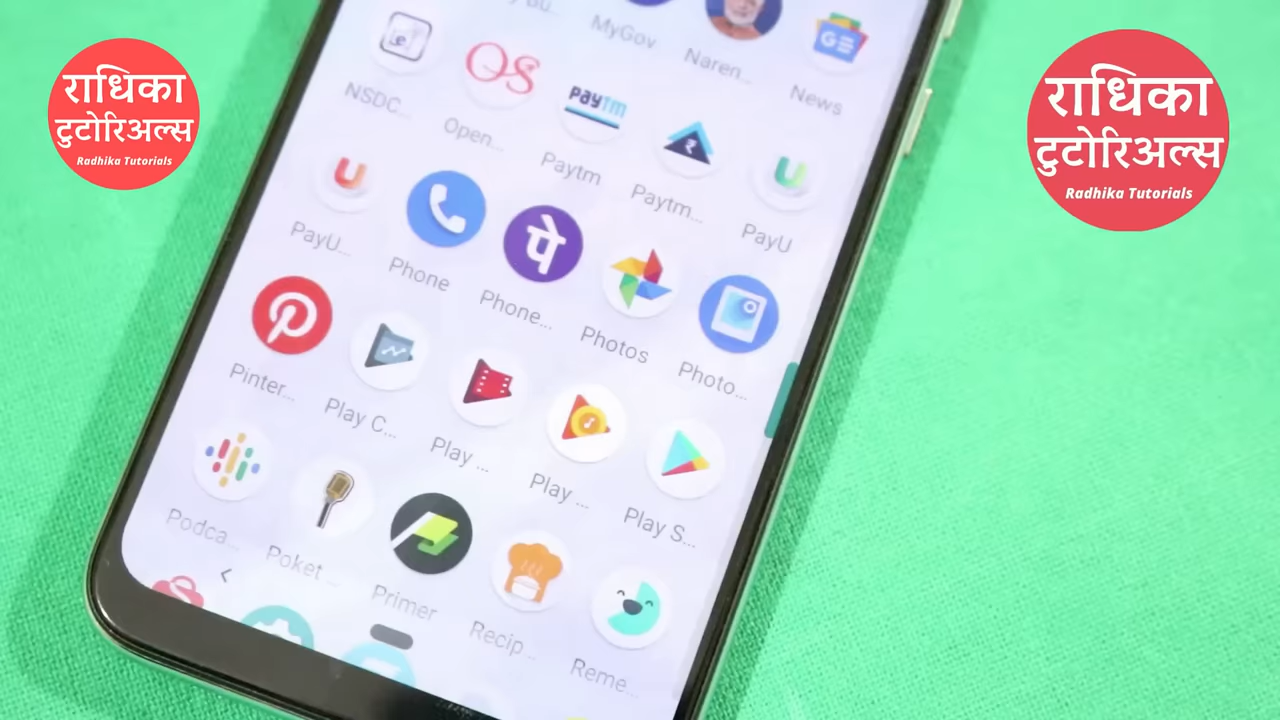 राधिका
टुटोरिअल्स
Radhika Tutorials
राधिका
टुटोरिअल्स
Radhika Tutorials
MyGov
Naren...
News
NSDC...
Open...
Paytm
Paytm...
PayU
PayU...
Phone
Phone...
Photos
Photo...
Pinter...
Play C...
Play ...
Play ...
Play S...
Podca...
Poket ...
Primer
Recip...
Reme...
OS
paytm
₹
U
U
पे
G